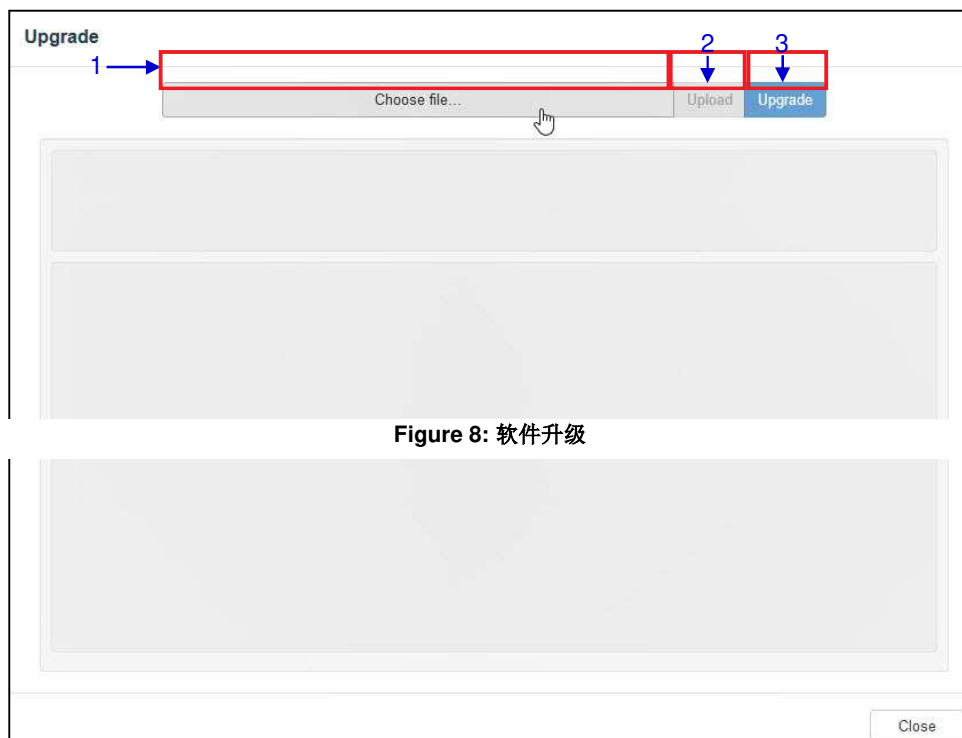 Upgrade
1
2
3
Choose file...
Upload
Upgrade
Figure 8: 软件升级
Close